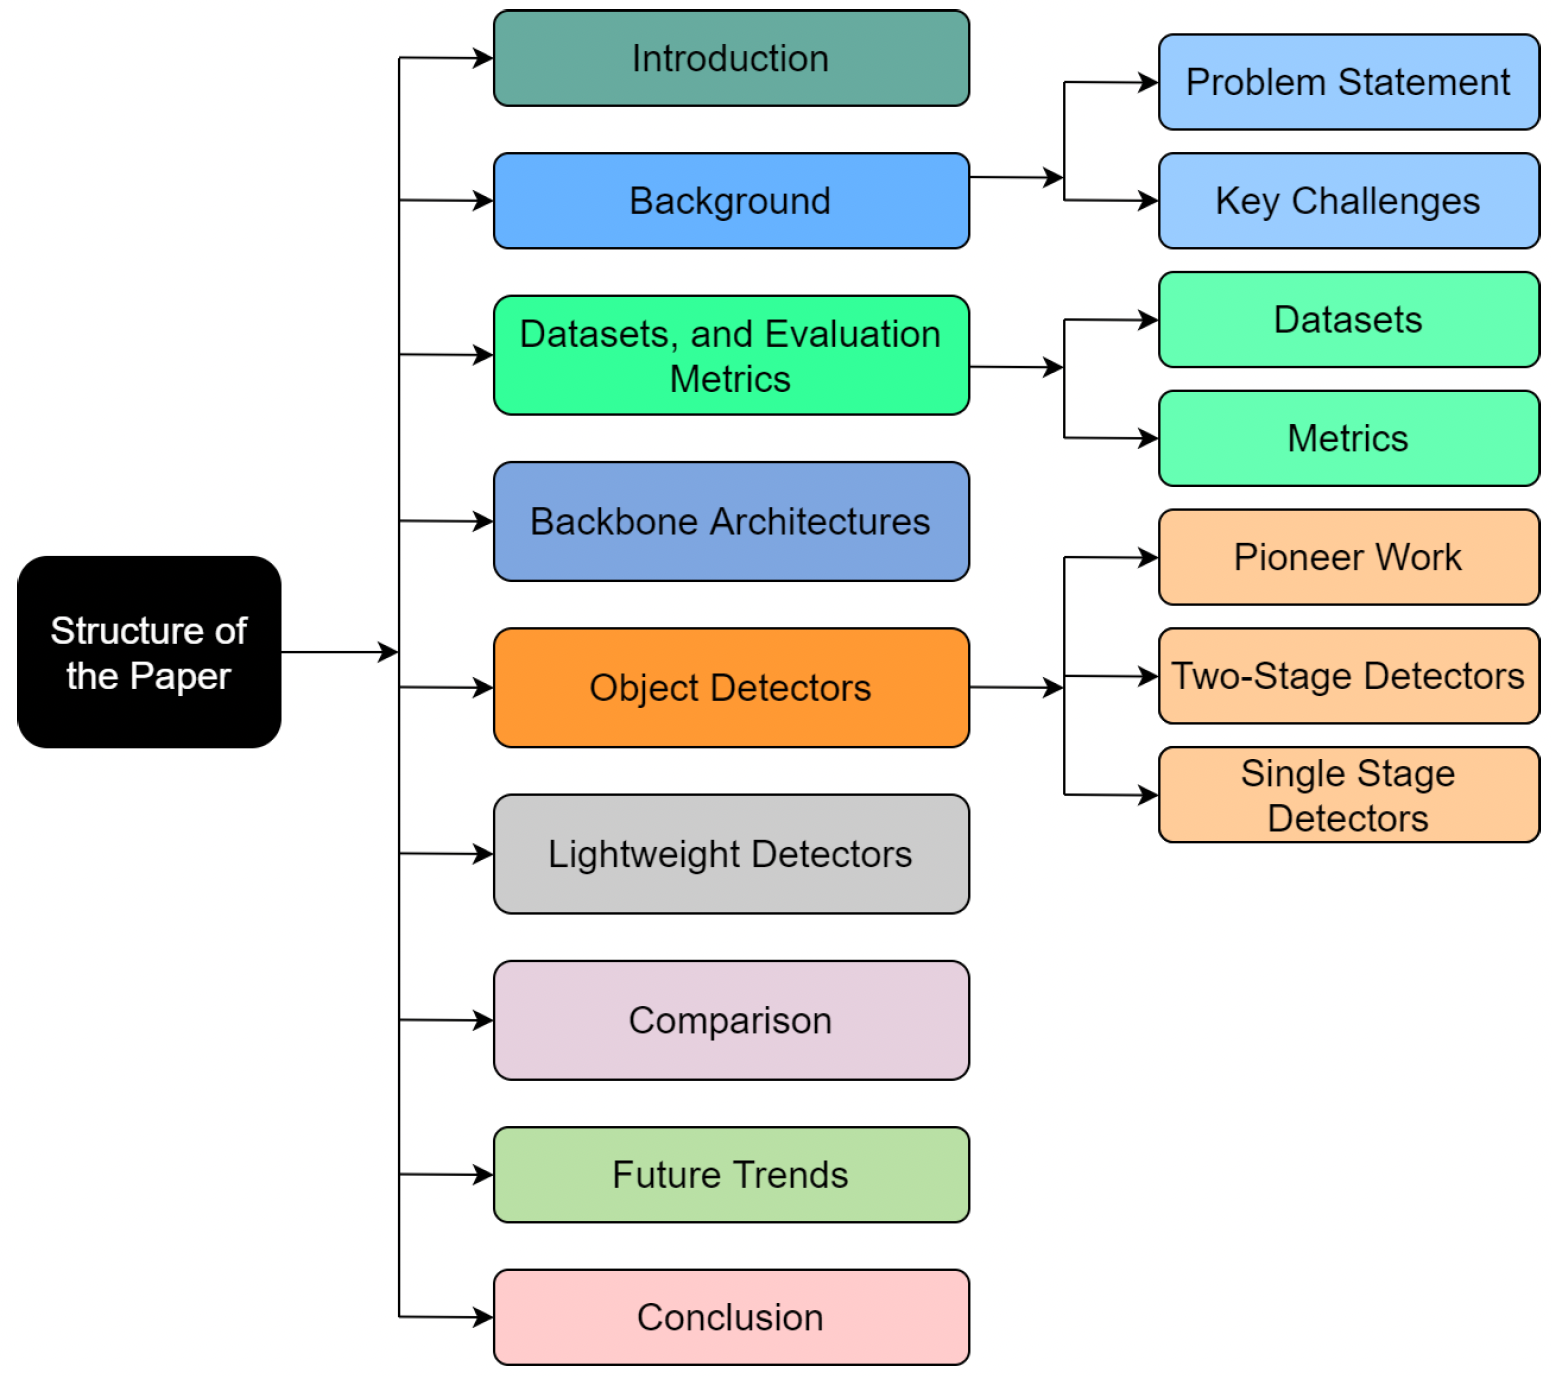 Structure of
the Paper
Introduction
Background
Problem Statement
Key Challenges
Datasets, and Evaluation
Metrics
Datasets
Metrics
Backbone Architectures
Object Detectors
Pioneer Work
Two-Stage Detectors
Single Stage
Detectors
Lightweight Detectors
Comparison
Future Trends
Conclusion